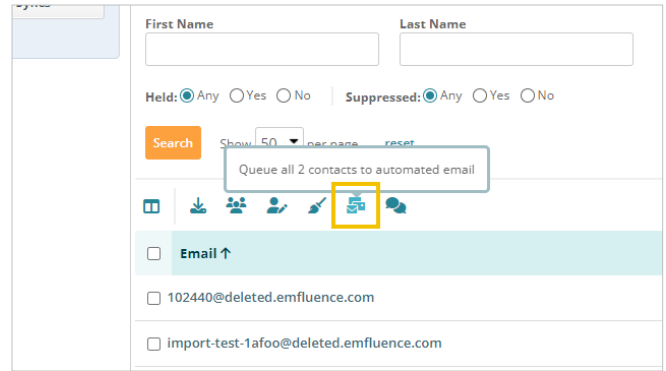 First Name Last Name
Held: Any Yes No Suppressed: Any Yes No
Search Show 50 per page reset
Queue all 2 contacts to automated email
Email↑
102440@deleted.emfluence.com
import-test-1afoo@deleted.emfluence.com